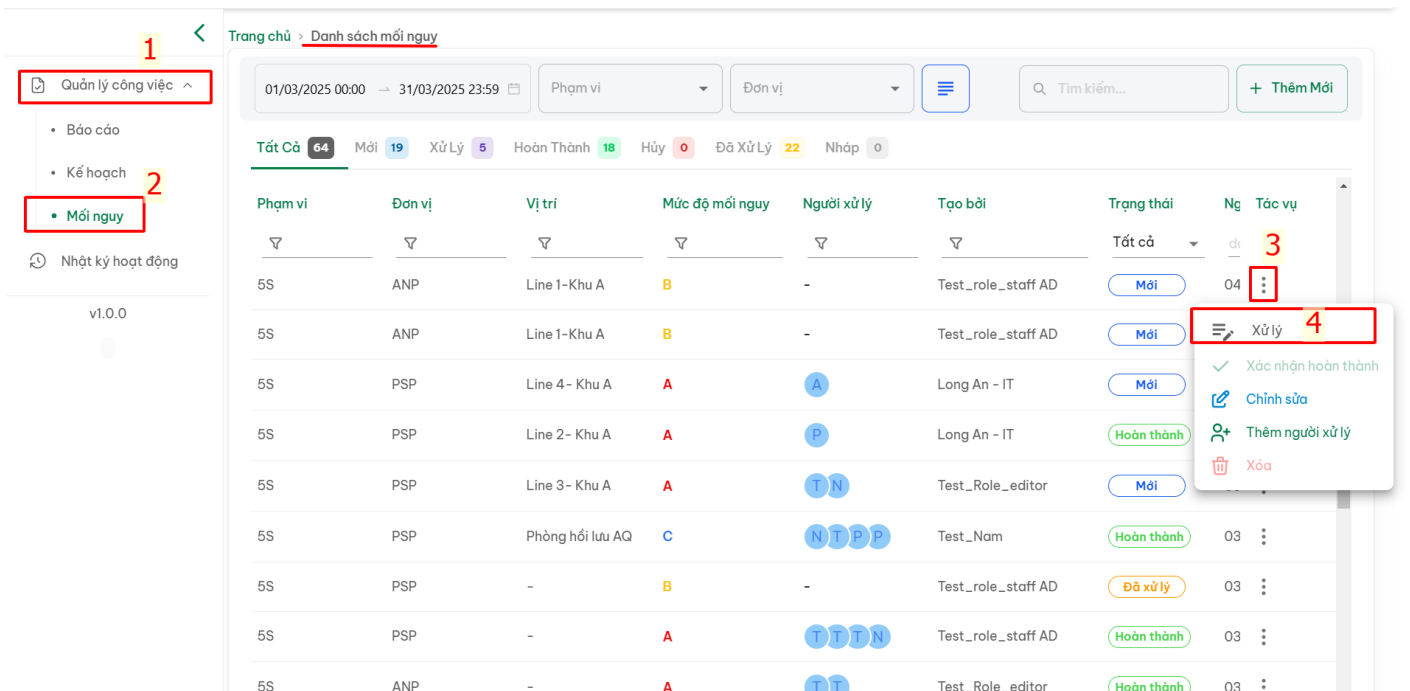 1
Trang chủ > Danh sách mối nguy
Quản lý công việc
01/03/2025 00:00 → 31/03/2025 23:59 Phạm vi Đơn vị Tìm kiếm... + Thêm Mới
• Báo cáo
Tất Cả 64 Mới 19 Xử Lý 5 Hoàn Thành 18 Hủy 0 Đã Xử Lý 22 Nháp 0
• Kế hoạch
2
• Mối nguy
Nhật ký hoạt động
v1.0.0
Phạm vi Đơn vị Vị trí Mức độ mối nguy Người xử lý Tạo bởi Trạng thái Ng Tác vụ
Tất cả 3
5S ANP Line 1-Khu A B - Test_role_staff AD Mới 04
5S ANP Line 1-Khu A B - Test_role_staff AD Mới
5S PSP Line 4- Khu A A A Long An - IT Mới
5S PSP Line 2- Khu A A P Long An - IT Hoàn thành
5S PSP Line 3- Khu A A T N Test_Role_editor Mới
5S PSP Phòng hồi lưu AQ C N T P P Test_Nam Hoàn thành 03
5S PSP - B - Test_role_staff AD Đã xử lý 03
5S PSP - A T T T N Test_role_staff AD Hoàn thành 03
5S ANP - A T T Test_Role_editor Hoàn thành 03
Xử lý 4
Xác nhận hoàn thành
Chỉnh sửa
Thêm người xử lý
Xóa